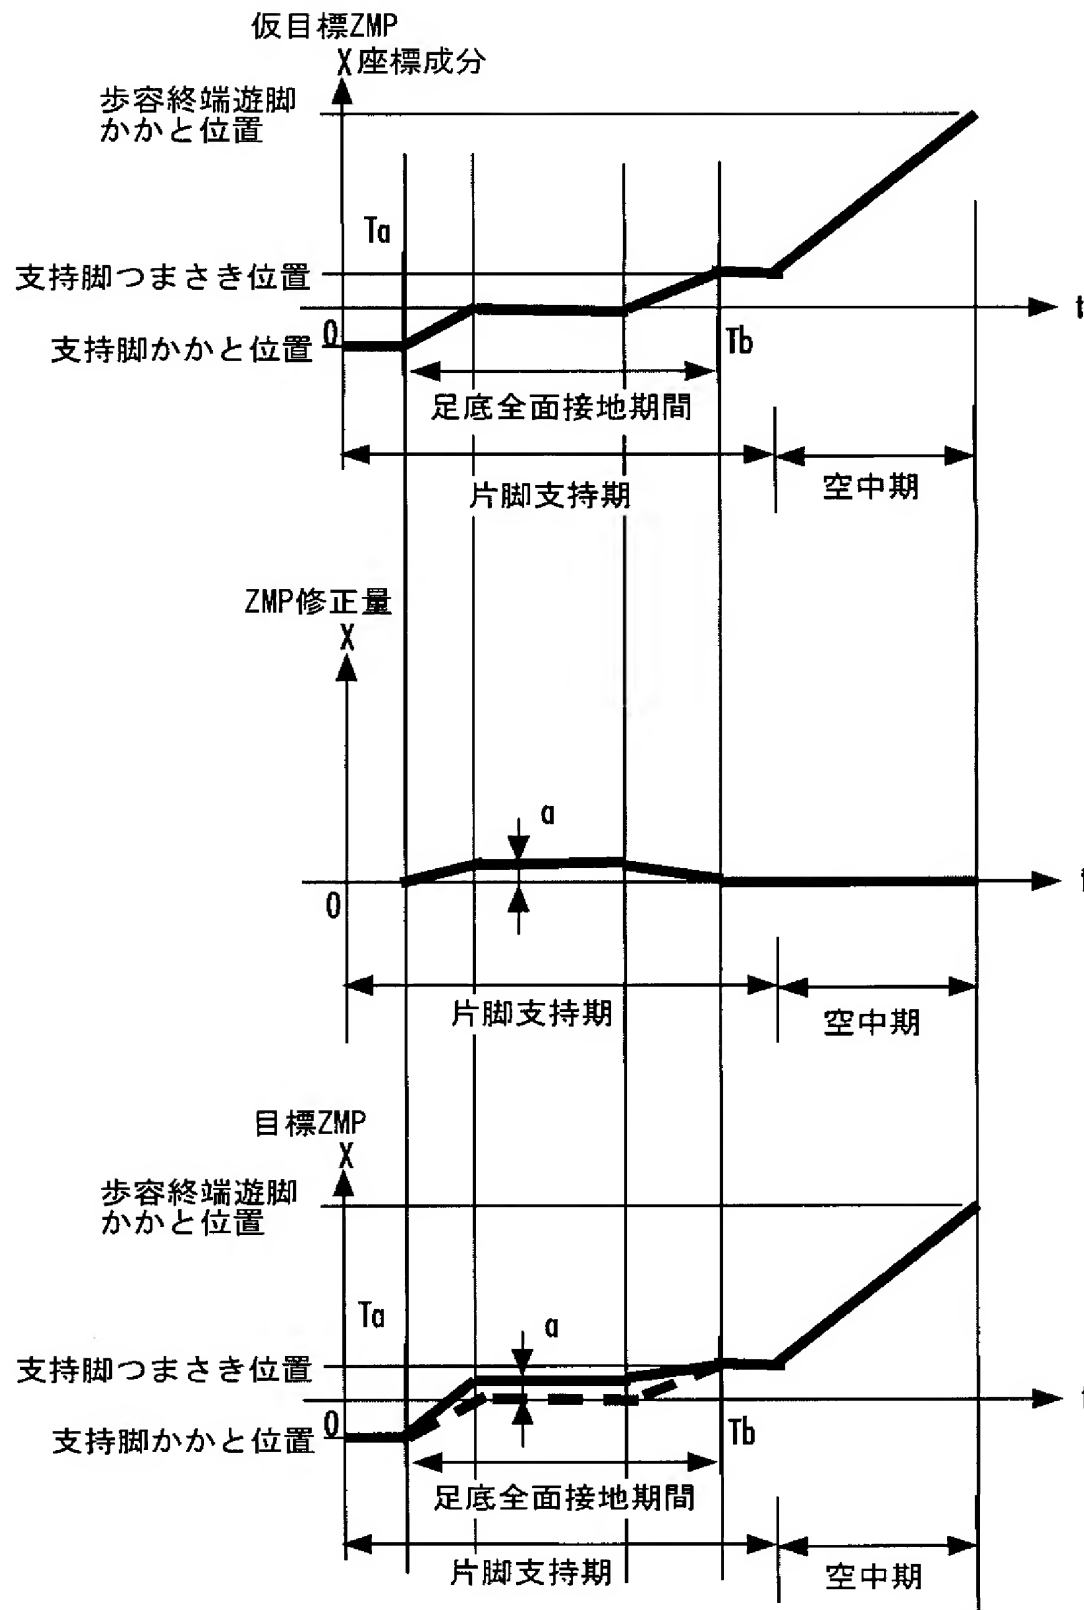 仮目標ZMP
X座標成分
歩容終端遊脚
かかと位置
Ta
支持脚つまさき位置
t
0
支持脚かかと位置
Tb
足底全面接地期間
片脚支持期
空中期
ZMP修正量
X
a
0
t
片脚支持期
空中期
目標ZMP
X
歩容終端遊脚
かかと位置
Ta
a
支持脚つまさき位置
t
0
支持脚かかと位置
Tb
足底全面接地期間
片脚支持期
空中期